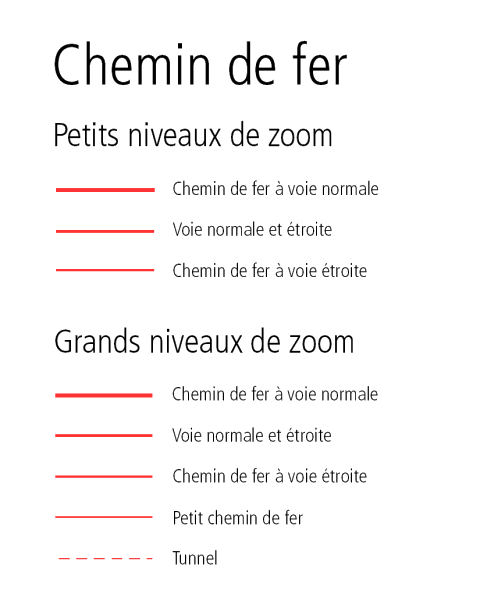 Chemin de fer
Petits niveaux de zoom
Chemin de fer à voie normale
Voie normale et étroite
Chemin de fer à voie étroite
Grands niveaux de zoom
Chemin de fer à voie normale
Voie normale et étroite
Chemin de fer à voie étroite
Petit chemin de fer
Tunnel